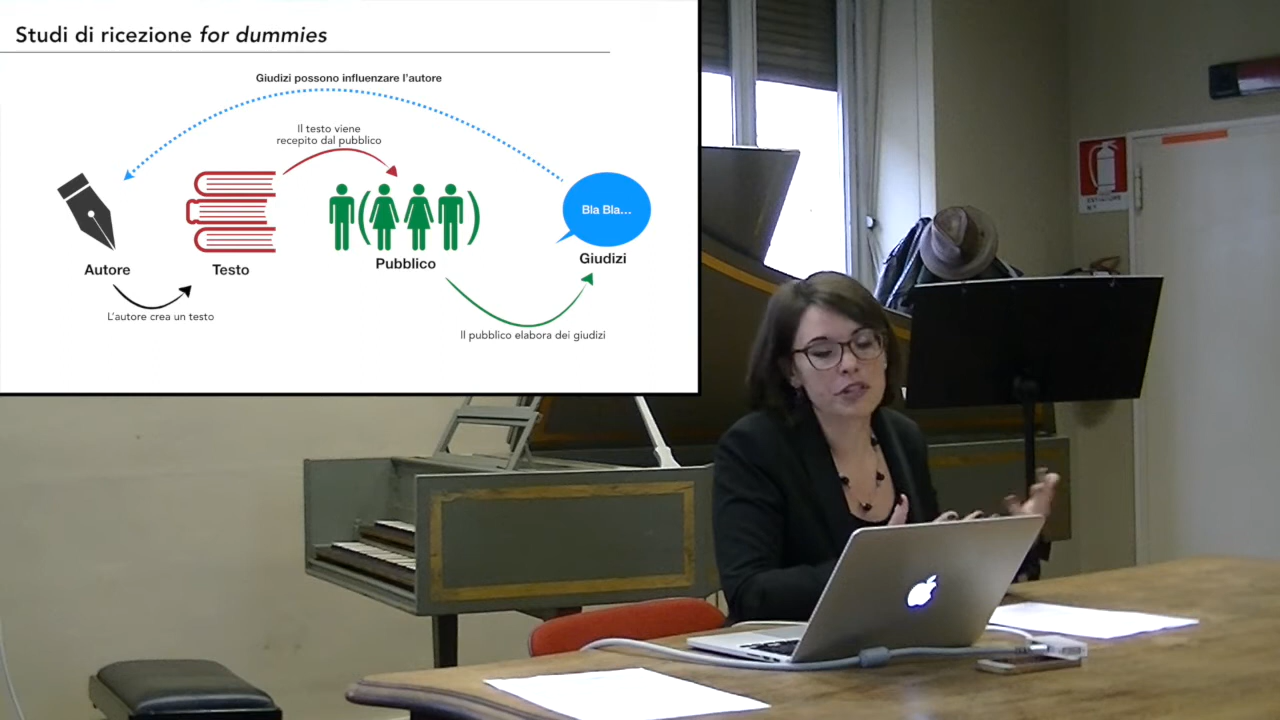 Studi di ricezione for dummies
Giudizi possono influenzare l'autore
Il testo viene
recepito dal pubblico
Bla Bla...
Autore
Testo
Pubblico
Giudizi
L'autore crea un testo
Il pubblico elabora dei giudizi
ESTINTORE